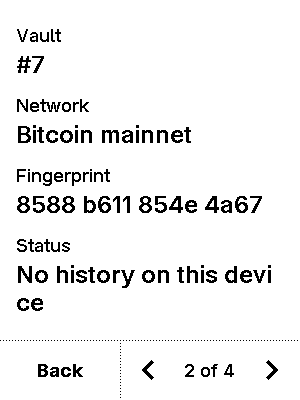 Vault
#7
Network
Bitcoin mainnet
Fingerprint
8588 b611 854e 4a67
Status
No history on this devi
ce
Back
2 of 4